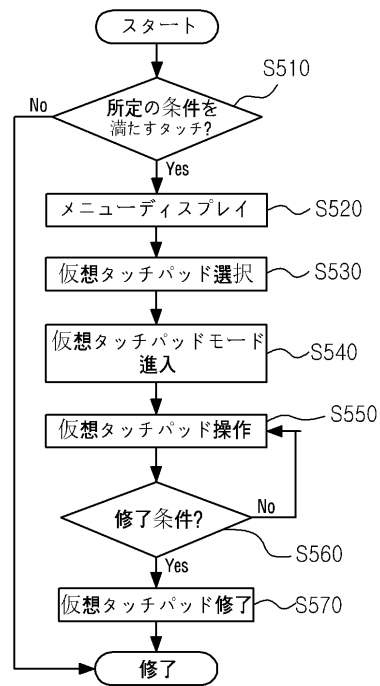 スタート
S510
No
所定の条件を
満たすタッチ?
Yes
メニューディスプレイ
S520
仮想タッチパッド選択
S530
仮想タッチパッドモード
進入
S540
仮想タッチパッド操作
S550
修了条件?
No
S560
Yes
仮想タッチパッド修了
S570
修了